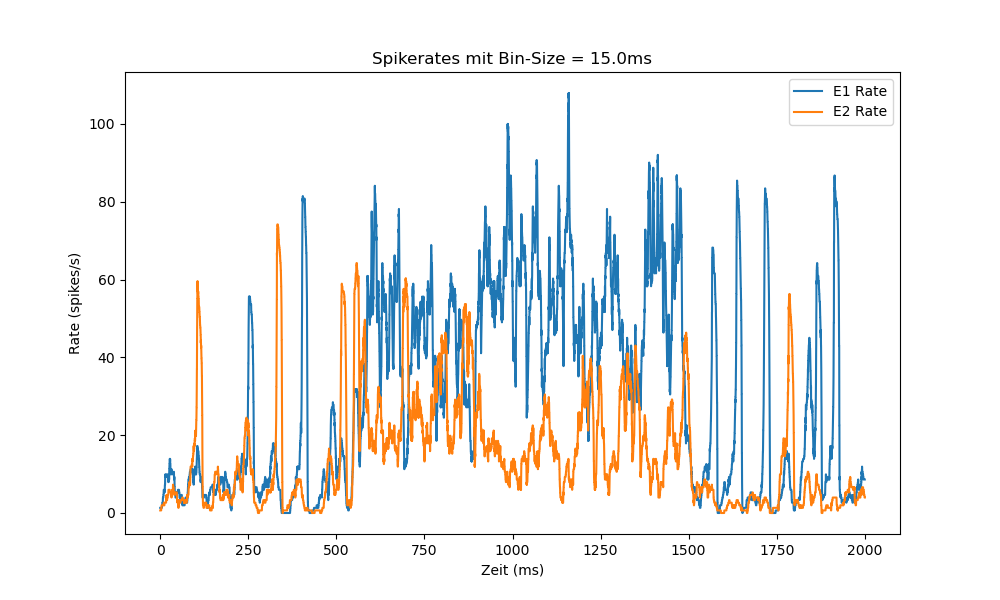 Spikerates mit Bin-Size = 15.0ms
E1 Rate
E2 Rate
Rate (spikes/s)
100
80
60
40
20
0
0 250 500 750 1000 1250 1500 1750 2000
Zeit (ms)